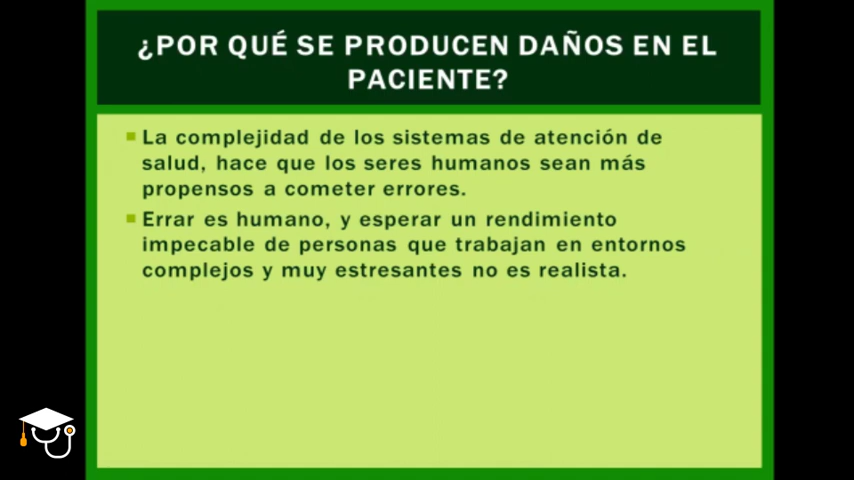 ¿POR QUÉ SE PRODUCEN DAÑOS EN EL
PACIENTE?
La complejidad de los sistemas de atención de
salud, hace que los seres humanos sean más
propensos a cometer errores.
Errar es humano, y esperar un rendimiento
impecable de personas que trabajan en entornos
complejos y muy estresantes no es realista.